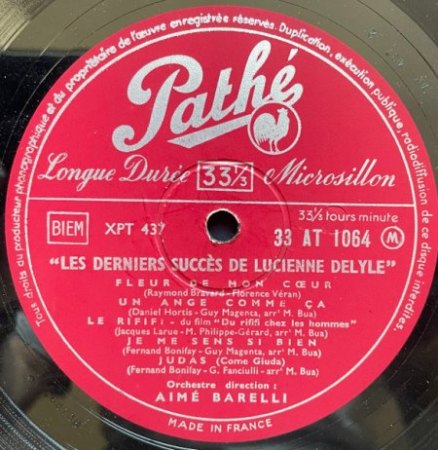 Tous droits du producteur phonographique et du propriétaire de l'œuvre enregistrée réservés. Duplication, exécution publique, radiodiffusion de ce disque interdites
Pathé
Longue Durée 33⅓ Microsillon
33⅓ tours minute
BIEM XPT 437 33 AT 1064 M
"LES DERNIERS SUCCÈS DE LUCIENNE DELYLE"
FLEUR DE MON CŒUR
(Raymond Bravard - Florence Véran)
UN ANGE COMME ÇA
(Daniel Hortis - Guy Magenta, arrt M. Bua)
LE RIFIFI - du film "Du rififi chez les hommes"
(Jacques Larue - M. Philippe-Gérard, arrt M. Bua)
JE ME SENS SI BIEN
(Fernand Bonifay - Guy Magenta, arrt M. Bua)
JUDAS (Come Giuda)
(Fernand Bonifay - G. Fanciulli - arrt M. Bua)
Orchestre direction :
AIMÉ BARELLI
MADE IN FRANCE